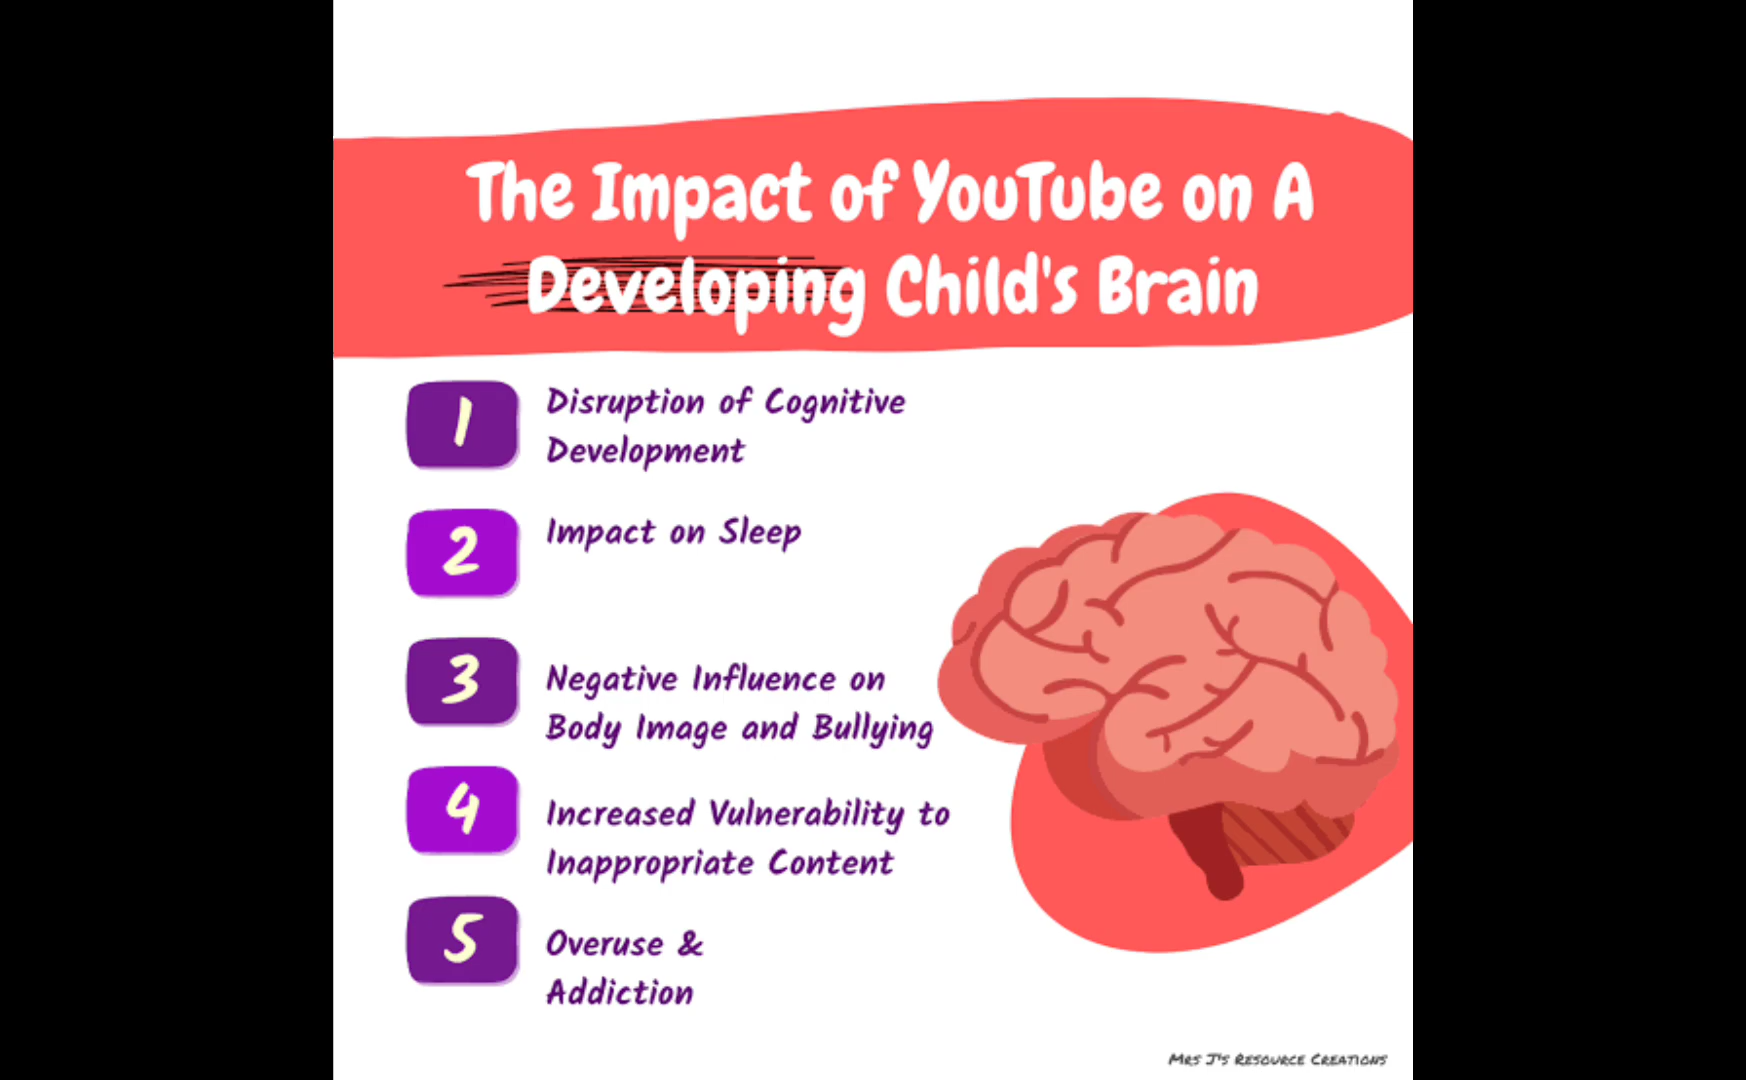 The Impact of YouTube on A
Developing Child's Brain
1
Disruption of Cognitive
Development
2
Impact on Sleep
3
Negative Influence on
Body Image and Bullying
4
Increased Vulnerability to
Inappropriate Content
5
Overuse &
Addiction
Mrs J's Resource Creations